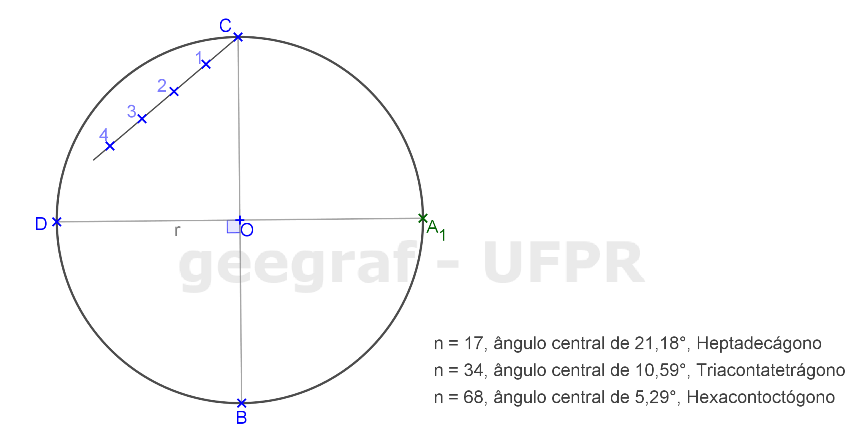 C
1
2
3
4
D
r
O
A1
geegraf - UFPR
n = 17, ângulo central de 21,18°, Heptadecágono
n = 34, ângulo central de 10,59°, Triacontatetrágono
n = 68, ângulo central de 5,29°, Hexacontoctógono
B